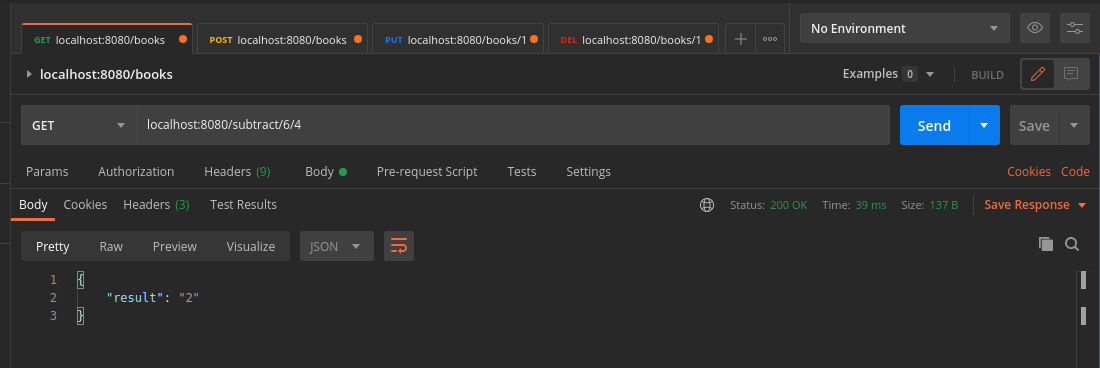 GET localhost:8080/books POST localhost:8080/books PUT localhost:8080/books/1 DEL localhost:8080/books/1 No Environment
localhost:8080/books Examples 0 BUILD
GET localhost:8080/subtract/6/4 Send Save
Params Authorization Headers (9) Body Pre-request Script Tests Settings Cookies Code
Body Cookies Headers (3) Test Results Status: 200 OK Time: 39 ms Size: 137 B Save Response
Pretty Raw Preview Visualize JSON
1 {
2 "result": "2"
3 }